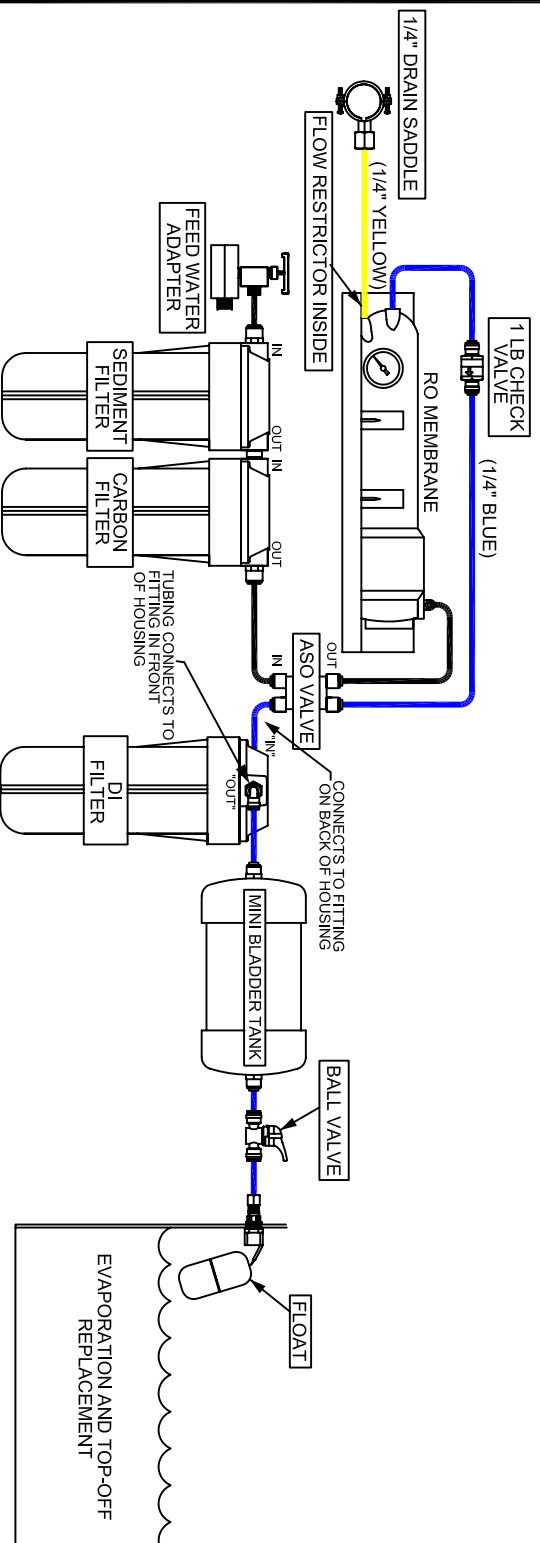 1/4" DRAIN SADDLE
(1/4" YELLOW)
FLOW RESTRICTOR INSIDE
1 LB CHECK
VALVE
(1/4" BLUE)
RO MEMBRANE
FEED WATER
ADAPTER
IN
OUT
SEDIMENT
FILTER
IN
OUT
CARBON
FILTER
TUBING CONNECTS TO
FITTING IN FRONT
OF HOUSING
OUT
ASO VALVE
IN
"IN"
CONNECTS TO FITTING
ON BACK OF HOUSING
"OUT"
DI
FILTER
MINI BLADDER TANK
BALL VALVE
FLOAT
EVAPORATION AND TOP-OFF
REPLACEMENT